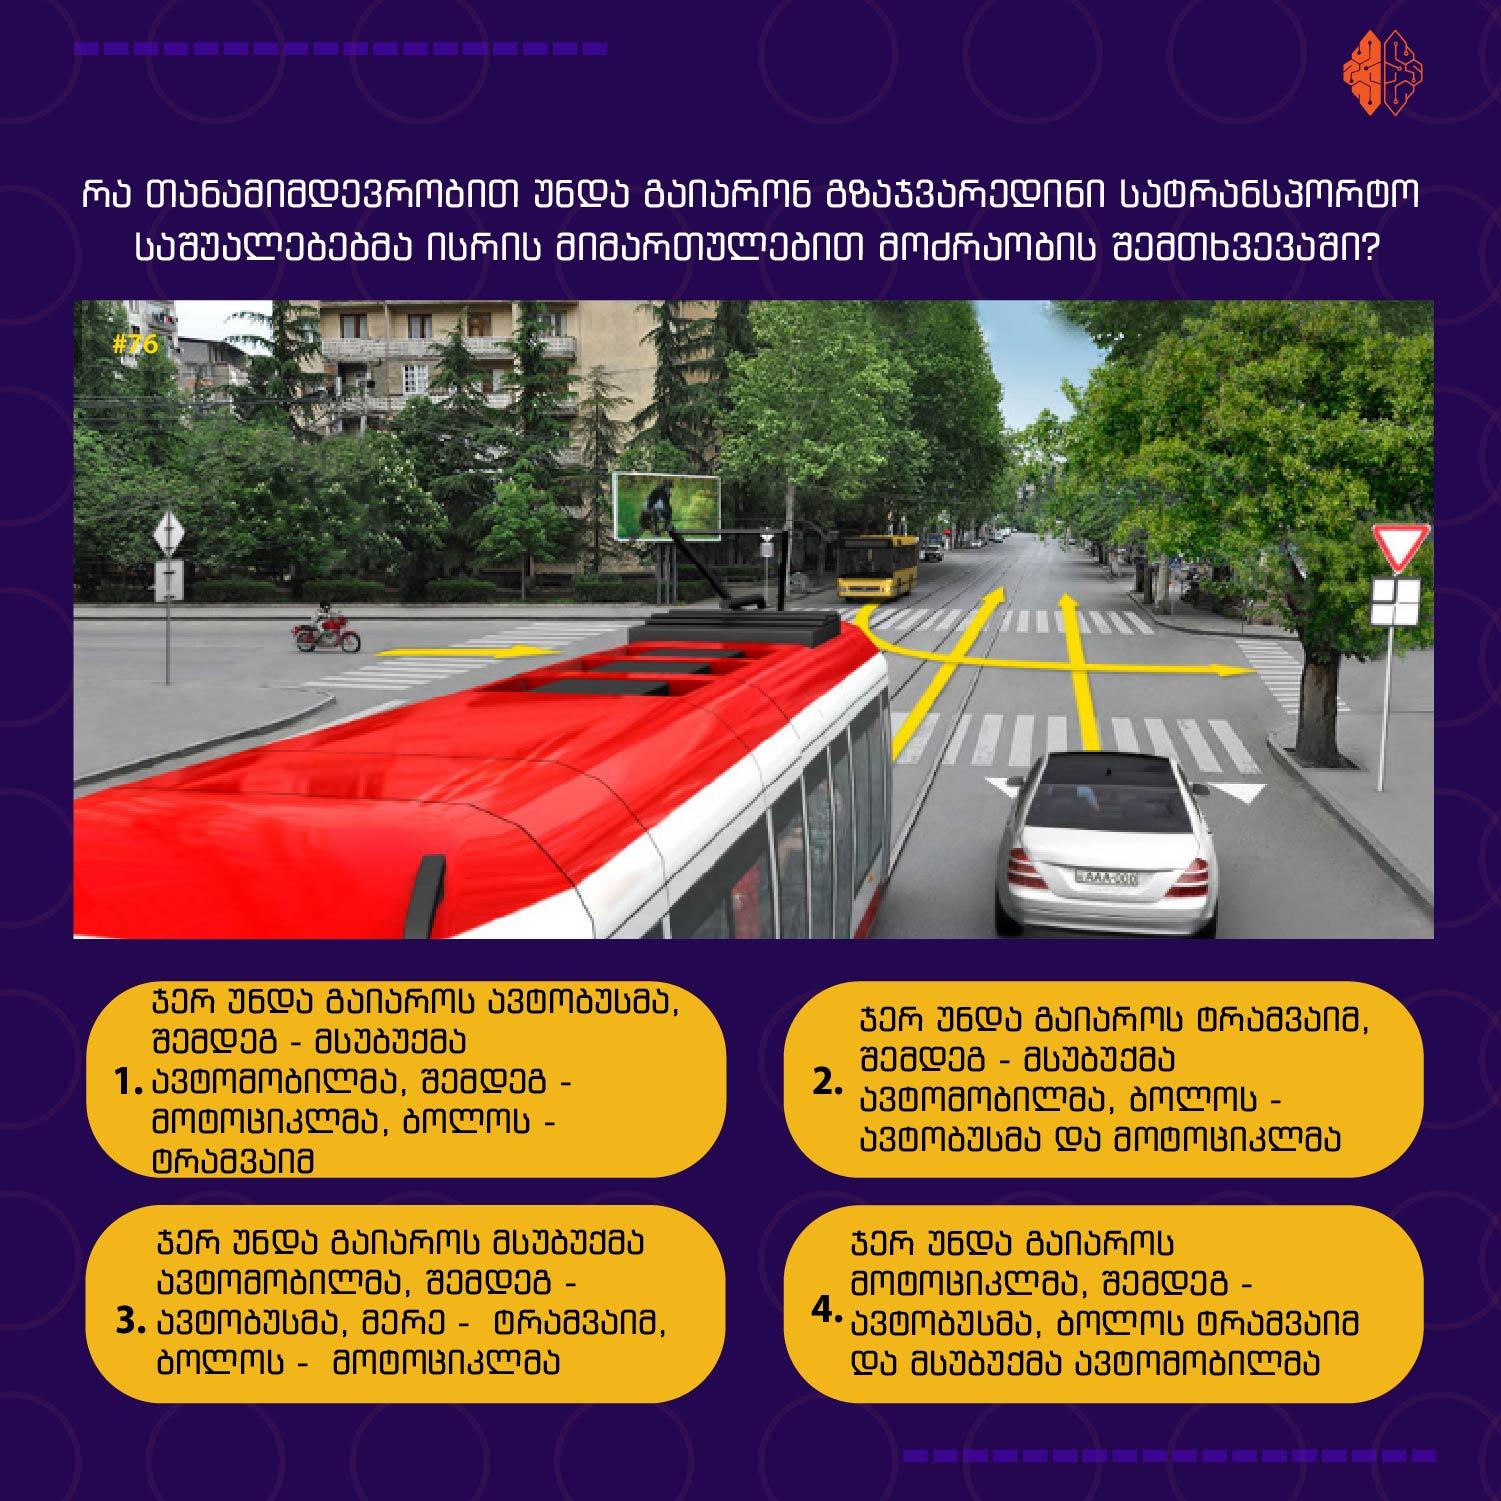 რა თანამიმდევრობით უნდა გაიარონ გზაჯვარედინი სატრანსპორტო
საშუალებებმა ისრის მიმართულებით მოძრაობის შემთხვევაში?
#76
AAA-000
1. ჯერ უნდა გაიაროს ავტობუსმა,
შემდეგ - მსუბუქმა
ავტომობილმა, შემდეგ -
მოტოციკლმა, ბოლოს -
ტრამვაიმ
2. ჯერ უნდა გაიაროს ტრამვაიმ,
შემდეგ - მსუბუქმა
ავტომობილმა, ბოლოს -
ავტობუსმა და მოტოციკლმა
3. ჯერ უნდა გაიაროს მსუბუქმა
ავტომობილმა, შემდეგ -
ავტობუსმა, მერე - ტრამვაიმ,
ბოლოს - მოტოციკლმა
4. ჯერ უნდა გაიაროს
მოტოციკლმა, შემდეგ -
ავტობუსმა, ბოლოს ტრამვაიმ
და მსუბუქმა ავტომობილმა